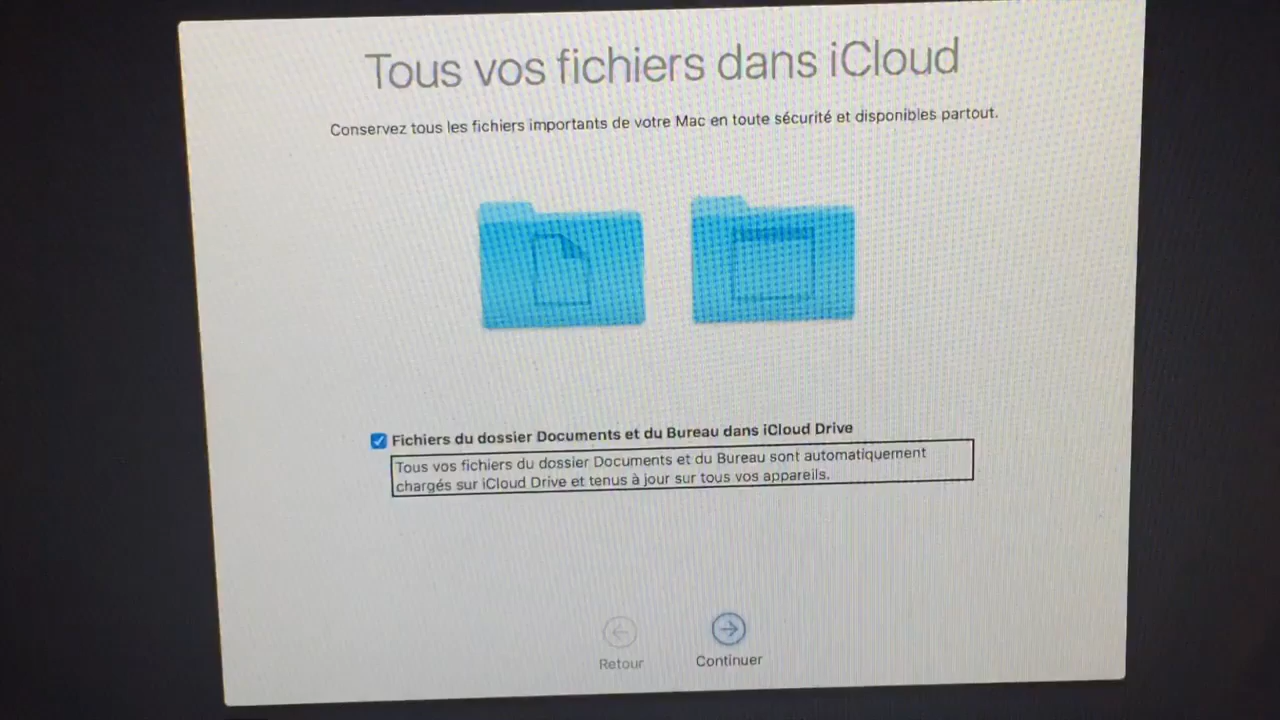 Tous vos fichiers dans iCloud
Conservez tous les fichiers importants de votre Mac en toute sécurité et disponibles partout.
Fichiers du dossier Documents et du Bureau dans iCloud Drive
Tous vos fichiers du dossier Documents et du Bureau sont automatiquement
chargés sur iCloud Drive et tenus à jour sur tous vos appareils.
Retour
Continuer